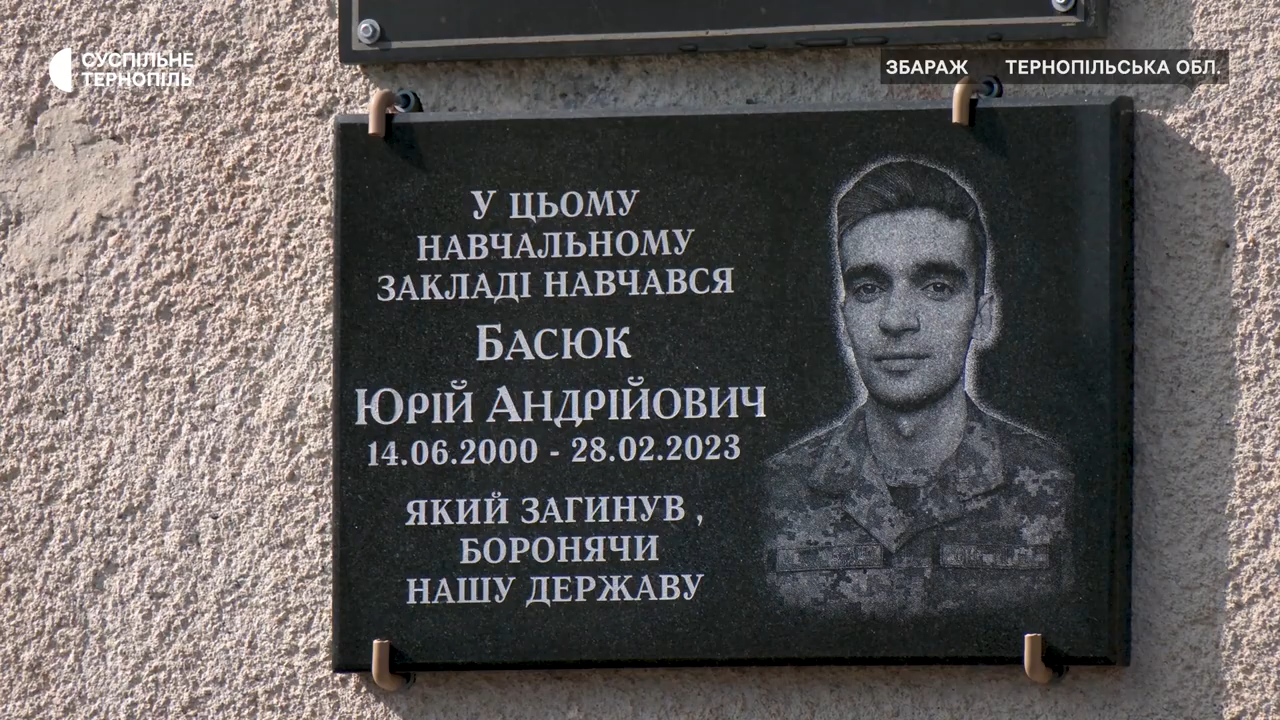 СУСПІЛЬНЕ
ТЕРНОПІЛЬ
ЗБАРАЖ ТЕРНОПІЛЬСЬКА ОБЛ.
У ЦЬОМУ
НАВЧАЛЬНОМУ
ЗАКЛАДІ НАВЧАВСЯ
БАСЮК
ЮРІЙ АНДРІЙОВИЧ
14.06.2000 - 28.02.2023
ЯКИЙ ЗАГИНУВ ,
БОРОНЯЧИ
НАШУ ДЕРЖАВУ